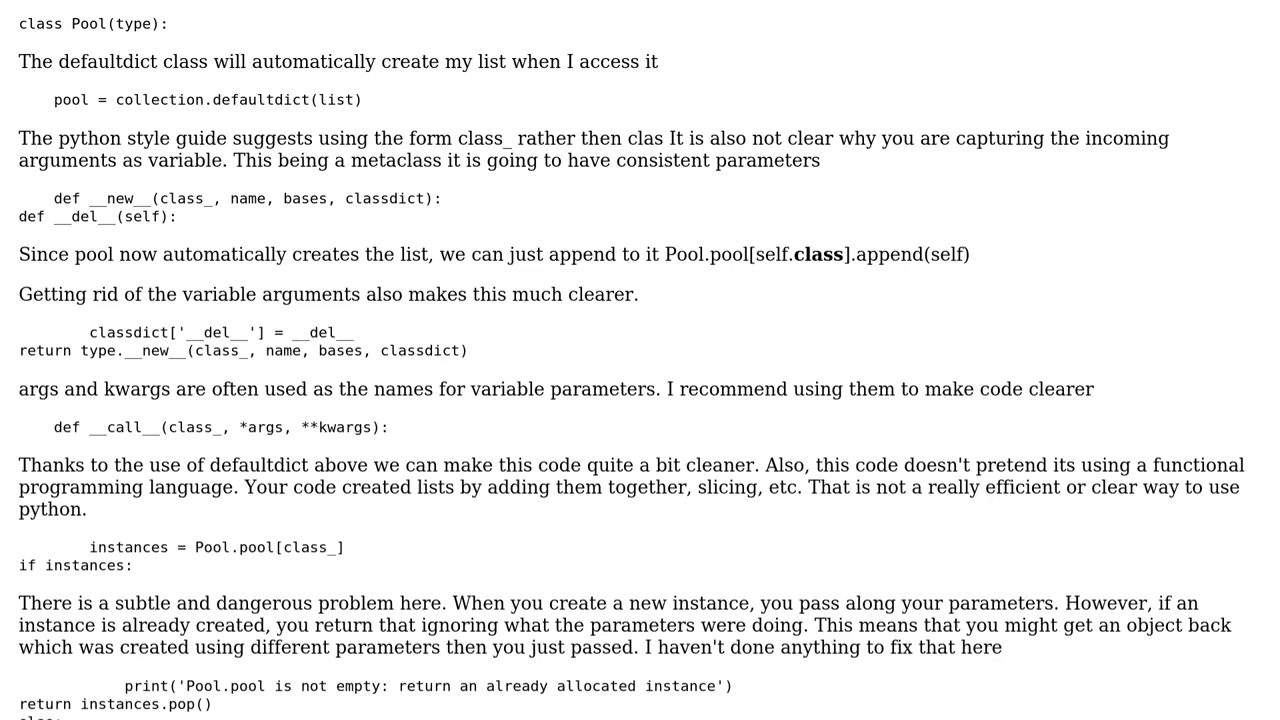 class Pool(type):
The defaultdict class will automatically create my list when I access it
    pool = collection.defaultdict(list)
The python style guide suggests using the form class_ rather then clas It is also not clear why you are capturing the incoming
arguments as variable. This being a metaclass it is going to have consistent parameters
    def __new__(class_, name, bases, classdict):
def __del__(self):
Since pool now automatically creates the list, we can just append to it Pool.pool[self.class].append(self)
Getting rid of the variable arguments also makes this much clearer.
        classdict['__del__'] = __del__
return type.__new__(class_, name, bases, classdict)
args and kwargs are often used as the names for variable parameters. I recommend using them to make code clearer
    def __call__(class_, *args, **kwargs):
Thanks to the use of defaultdict above we can make this code quite a bit cleaner. Also, this code doesn't pretend its using a functional
programming language. Your code created lists by adding them together, slicing, etc. That is not a really efficient or clear way to use
python.
        instances = Pool.pool[class_]
if instances:
There is a subtle and dangerous problem here. When you create a new instance, you pass along your parameters. However, if an
instance is already created, you return that ignoring what the parameters were doing. This means that you might get an object back
which was created using different parameters then you just passed. I haven't done anything to fix that here
            print('Pool.pool is not empty: return an already allocated instance')
return instances.pop()